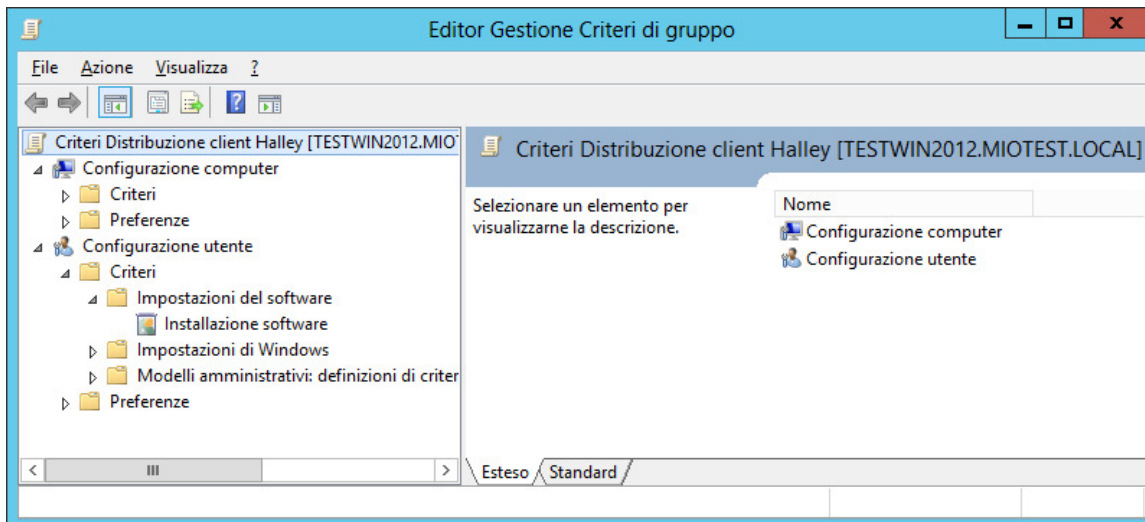 Editor Gestione Criteri di gruppo
File Azione Visualizza ?
Criteri Distribuzione client Halley [TESTWIN2012.MIO
Configurazione computer
Criteri
Preferenze
Configurazione utente
Criteri
Impostazioni del software
Installazione software
Impostazioni di Windows
Modelli amministrativi: definizioni di criter
Preferenze
Criteri Distribuzione client Halley [TESTWIN2012.MIOTEST.LOCAL]
Selezionare un elemento per
visualizzarne la descrizione.
Nome
Configurazione computer
Configurazione utente
Esteso Standard